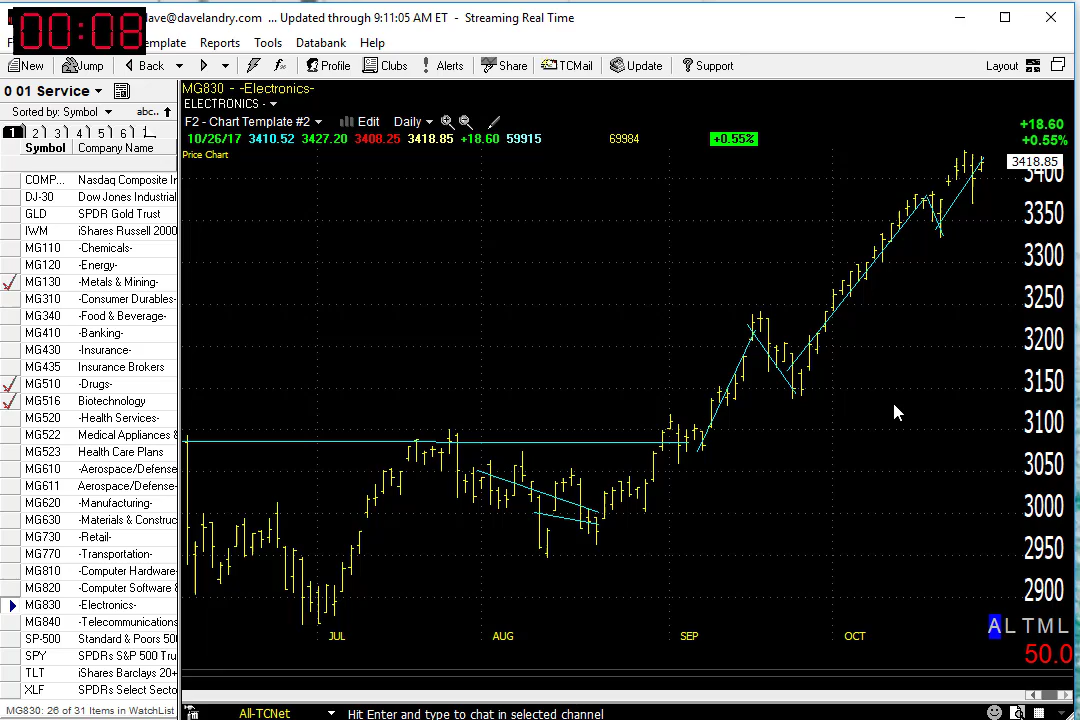 00:08
ave@davelandry.com ... Updated through 9:11:05 AM ET - Streaming Real Time
F emplate Reports Tools Databank Help
New Jump Back Profile Clubs Alerts Share TCMail Update Support Layout
0 01 Service
Sorted by: Symbol abc..
1 2 3 4 5 6
Symbol Company Name
COMP... Nasdaq Composite In
DJ-30 Dow Jones Industrial
GLD SPDR Gold Trust
IWM iShares Russell 2000
MG110 -Chemicals-
MG120 -Energy-
MG130 -Metals & Mining-
MG310 -Consumer Durables-
MG340 -Food & Beverage-
MG410 -Banking-
MG430 -Insurance-
MG435 Insurance Brokers
MG510 -Drugs-
MG516 Biotechnology
MG520 -Health Services-
MG522 Medical Appliances &
MG523 Health Care Plans
MG610 -Aerospace/Defense
MG611 Aerospace/Defense-
MG620 -Manufacturing-
MG630 -Materials & Construc
MG730 -Retail-
MG770 -Transportation-
MG810 -Computer Hardware-
MG820 -Computer Software &
MG830 -Electronics-
MG840 -Telecommunications
SP-500 Standard & Poors 500
SPY SPDRs S&P 500 Tru
TLT iShares Barclays 20+
XLF SPDRs Select Secto
MG830: 26 of 31 Items in WatchList
MG830 - -Electronics-
ELECTRONICS -
F2 - Chart Template #2 Edit Daily
10/26/17 3410.52 3427.20 3408.25 3418.85 +18.60 59915 69984 +0.55%
Price Chart
+18.60
+0.55%
3418.85
3400
3350
3300
3250
3200
3150
3100
3050
3000
2950
2900
A L T M L
JUL AUG SEP OCT
50.0
All-TCNet Hit Enter and type to chat in selected channel